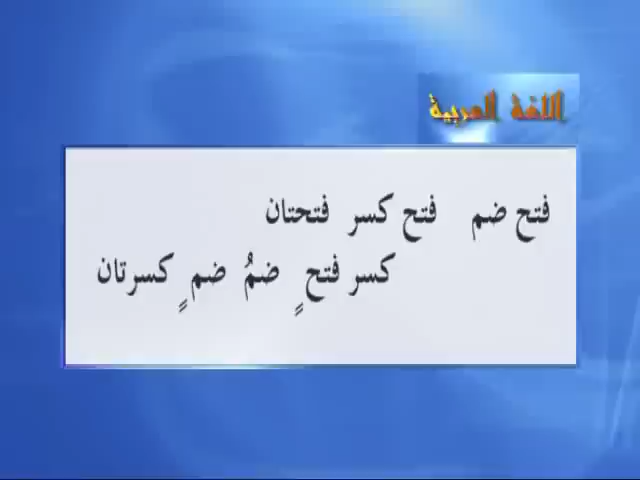 اللغة العربية
فتح ضم فتح كسر فتحتان
كسر فتح ٍ ضمُ ضم ٍ كسرتان